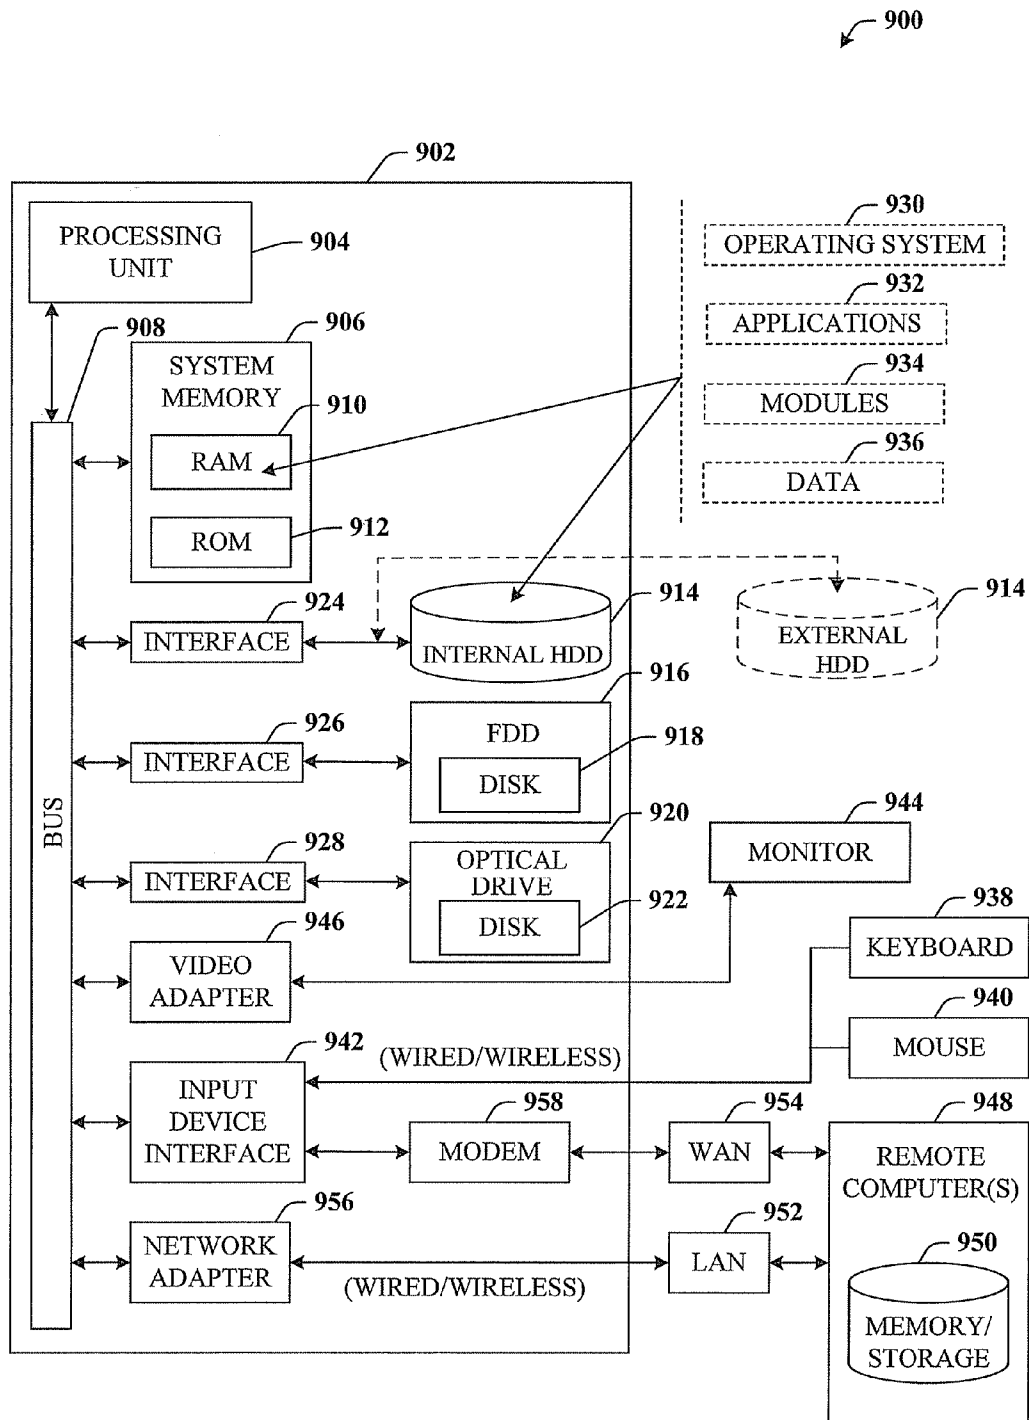 900
902
PROCESSING
UNIT
904
930
OPERATING SYSTEM
932
APPLICATIONS
934
MODULES
936
DATA
908
906
SYSTEM
MEMORY
910
RAM
912
ROM
924
INTERFACE
914
INTERNAL HDD
914
EXTERNAL
HDD
926
INTERFACE
916
FDD
918
DISK
BUS
928
INTERFACE
920
OPTICAL
DRIVE
922
DISK
944
MONITOR
946
VIDEO
ADAPTER
938
KEYBOARD
940
MOUSE
942
INPUT
DEVICE
INTERFACE
(WIRED/WIRELESS)
958
MODEM
954
WAN
948
REMOTE
COMPUTER(S)
956
NETWORK
ADAPTER
(WIRED/WIRELESS)
952
LAN
950
MEMORY/
STORAGE